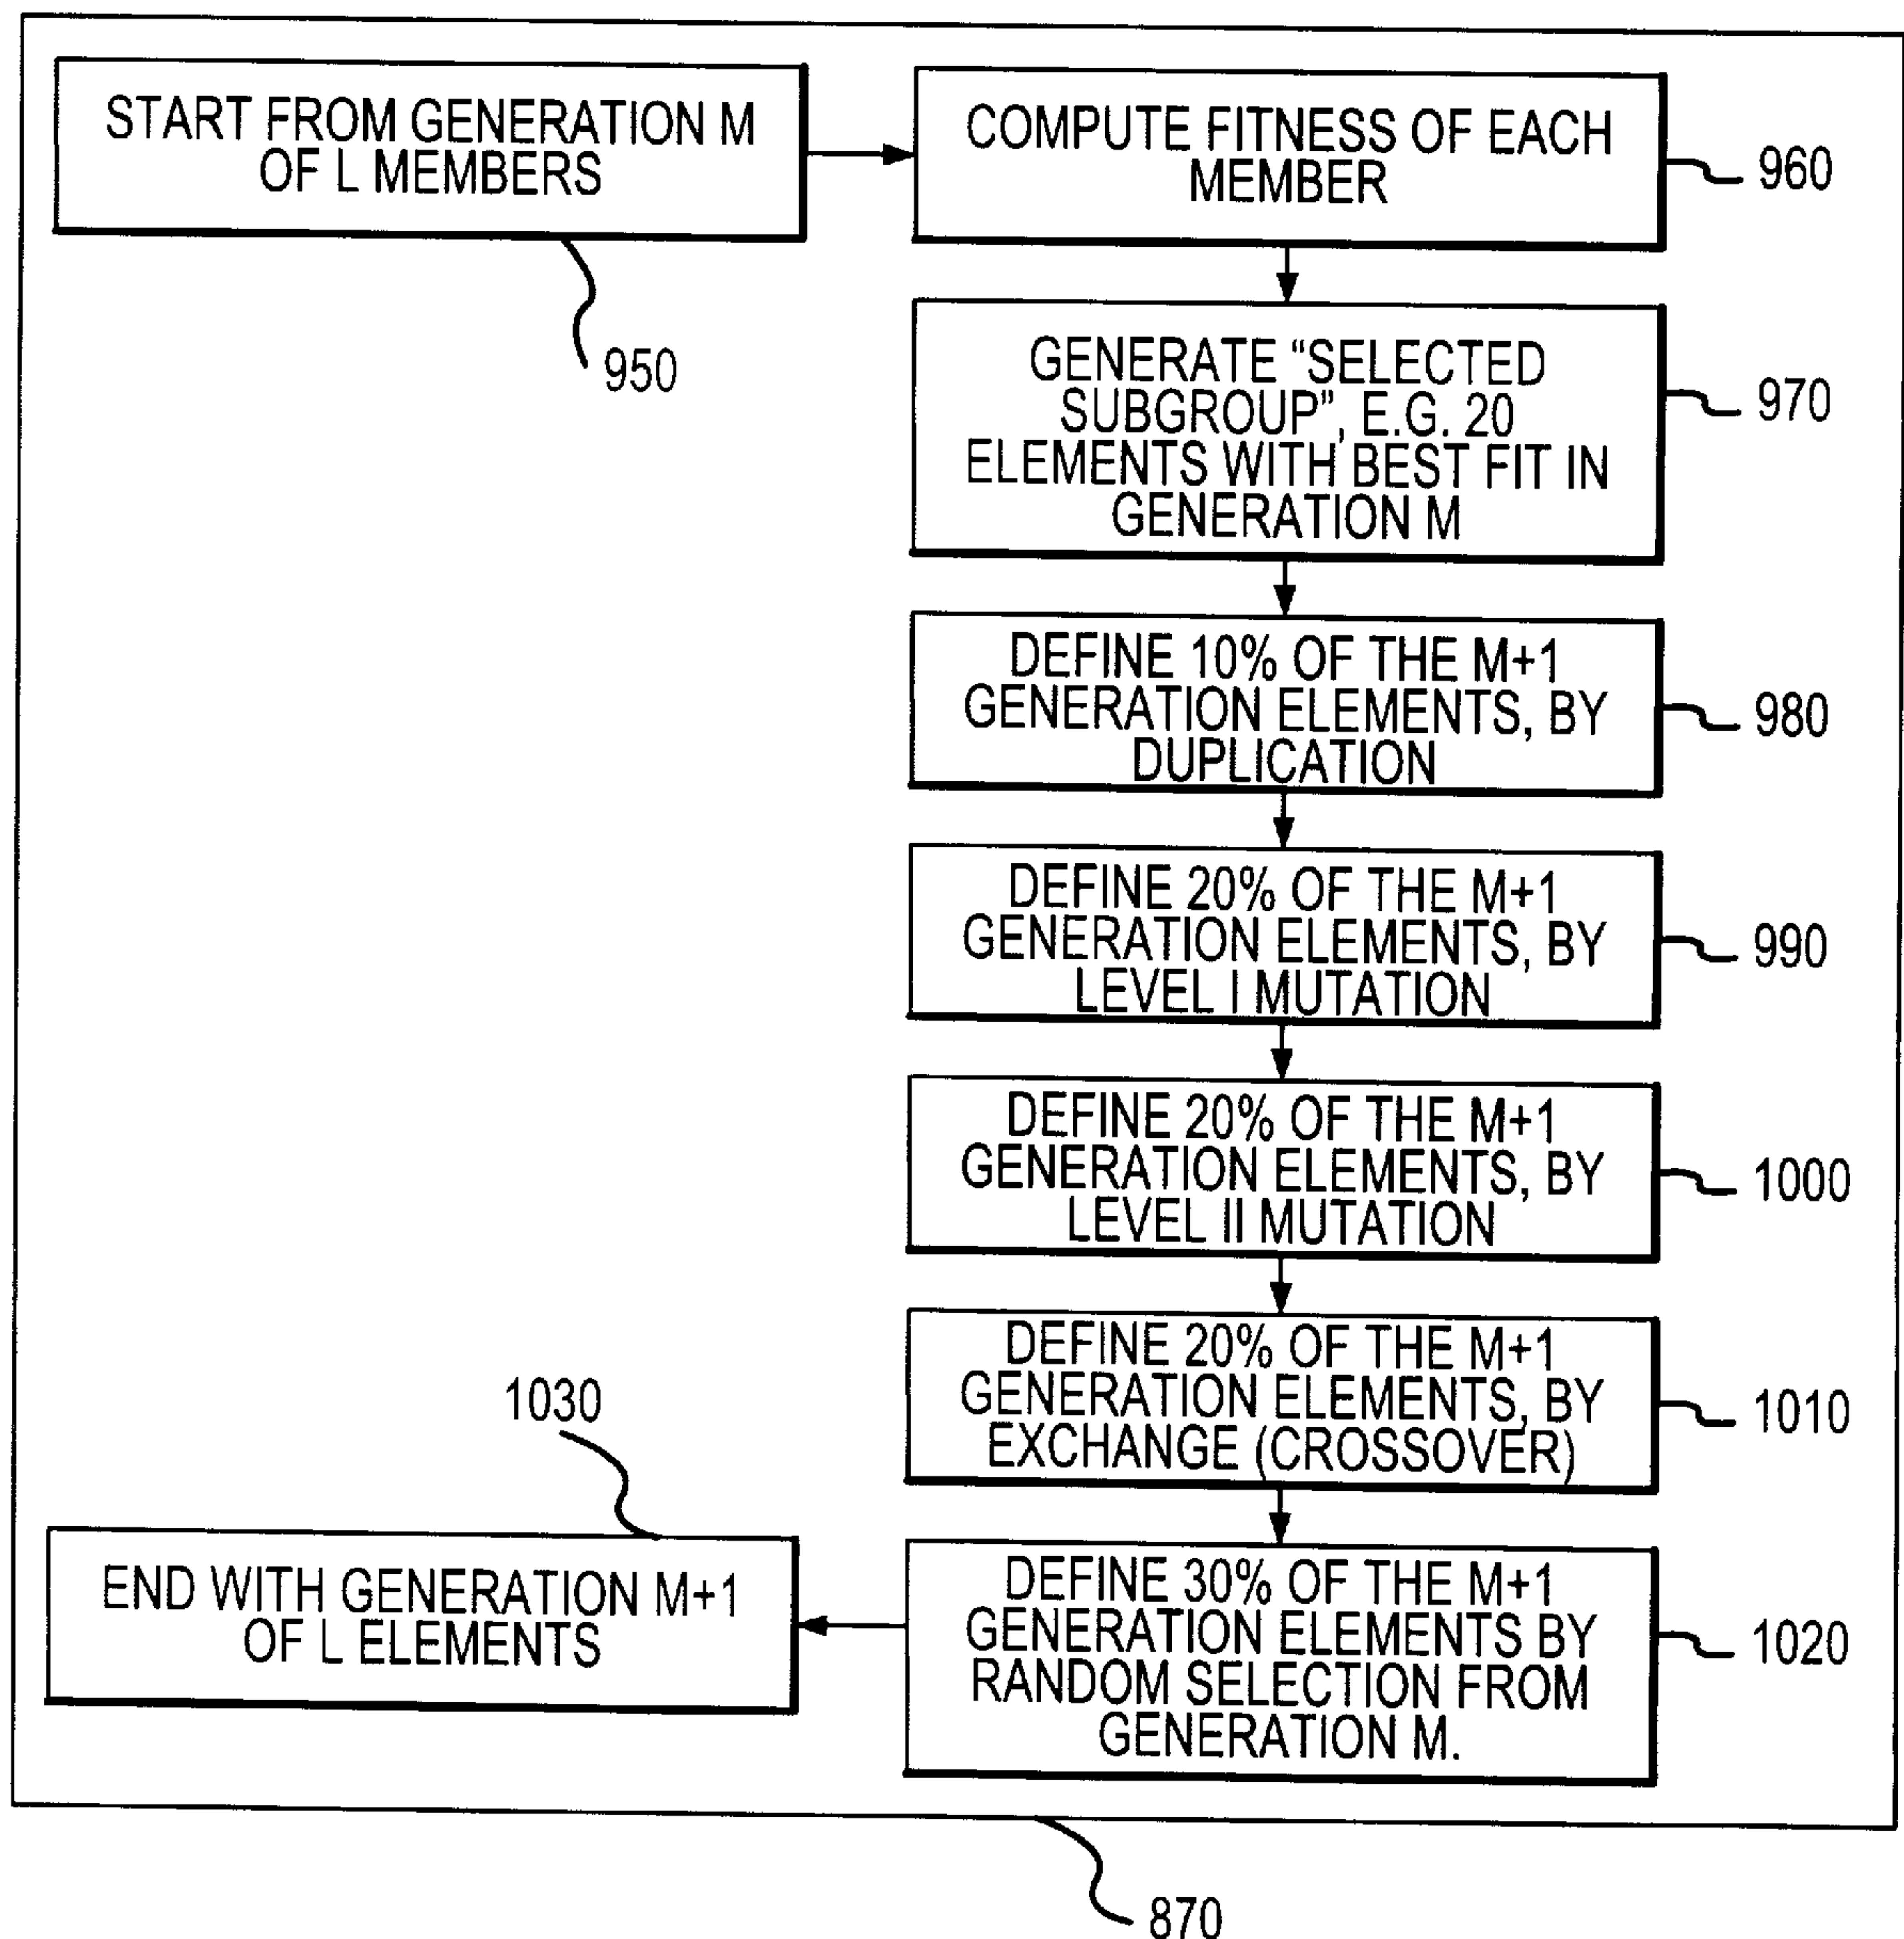 START FROM GENERATION M
OF L MEMBERS
950
COMPUTE FITNESS OF EACH
MEMBER
960
GENERATE “SELECTED
SUBGROUP”, E.G. 20
ELEMENTS WITH BEST FIT IN
GENERATION M
970
DEFINE 10% OF THE M+1
GENERATION ELEMENTS, BY
DUPLICATION
980
DEFINE 20% OF THE M+1
GENERATION ELEMENTS, BY
LEVEL I MUTATION
990
DEFINE 20% OF THE M+1
GENERATION ELEMENTS, BY
LEVEL II MUTATION
1000
DEFINE 20% OF THE M+1
GENERATION ELEMENTS, BY
EXCHANGE (CROSSOVER)
1010
DEFINE 30% OF THE M+1
GENERATION ELEMENTS BY
RANDOM SELECTION FROM
GENERATION M.
1020
1030
END WITH GENERATION M+1
OF L ELEMENTS
870